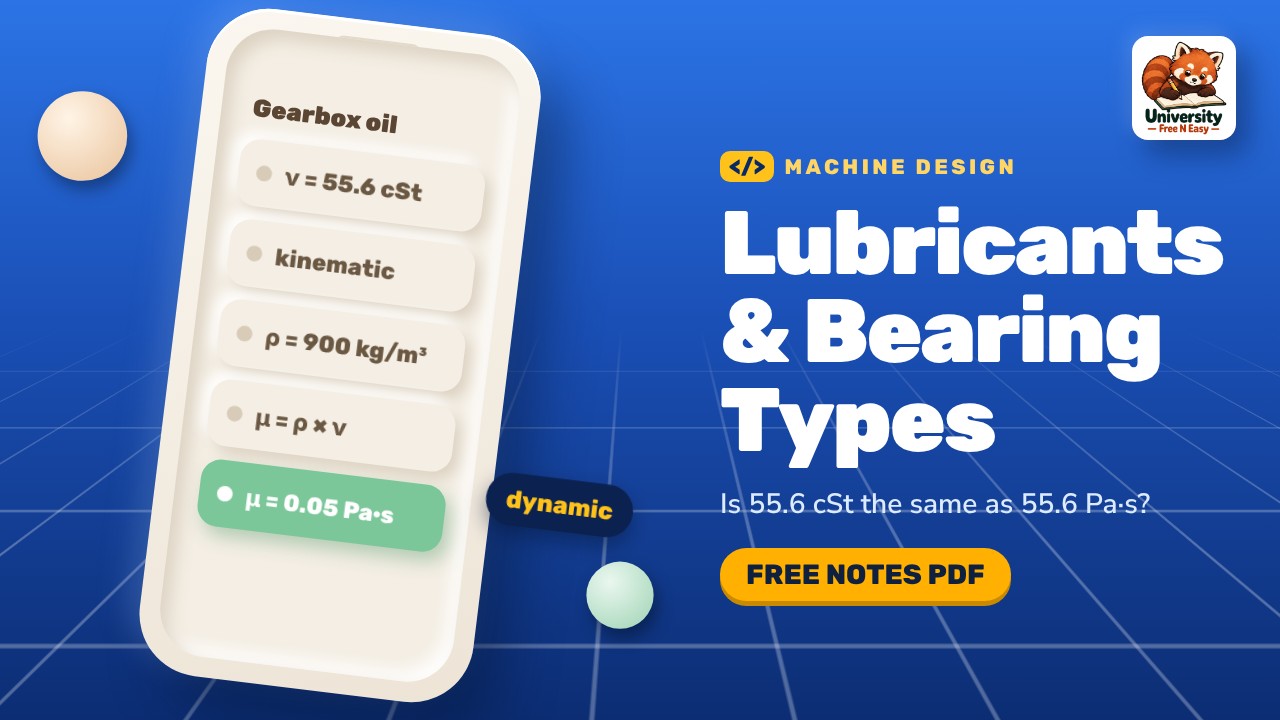 Gearbox oil
ν = 55.6 cSt
kinematic
ρ = 900 kg/m³
μ = ρ × ν
μ = 0.05 Pa·s
dynamic
University
Free N Easy
</> MACHINE DESIGN
Lubricants
& Bearing
Types
Is 55.6 cSt the same as 55.6 Pa·s?
FREE NOTES PDF